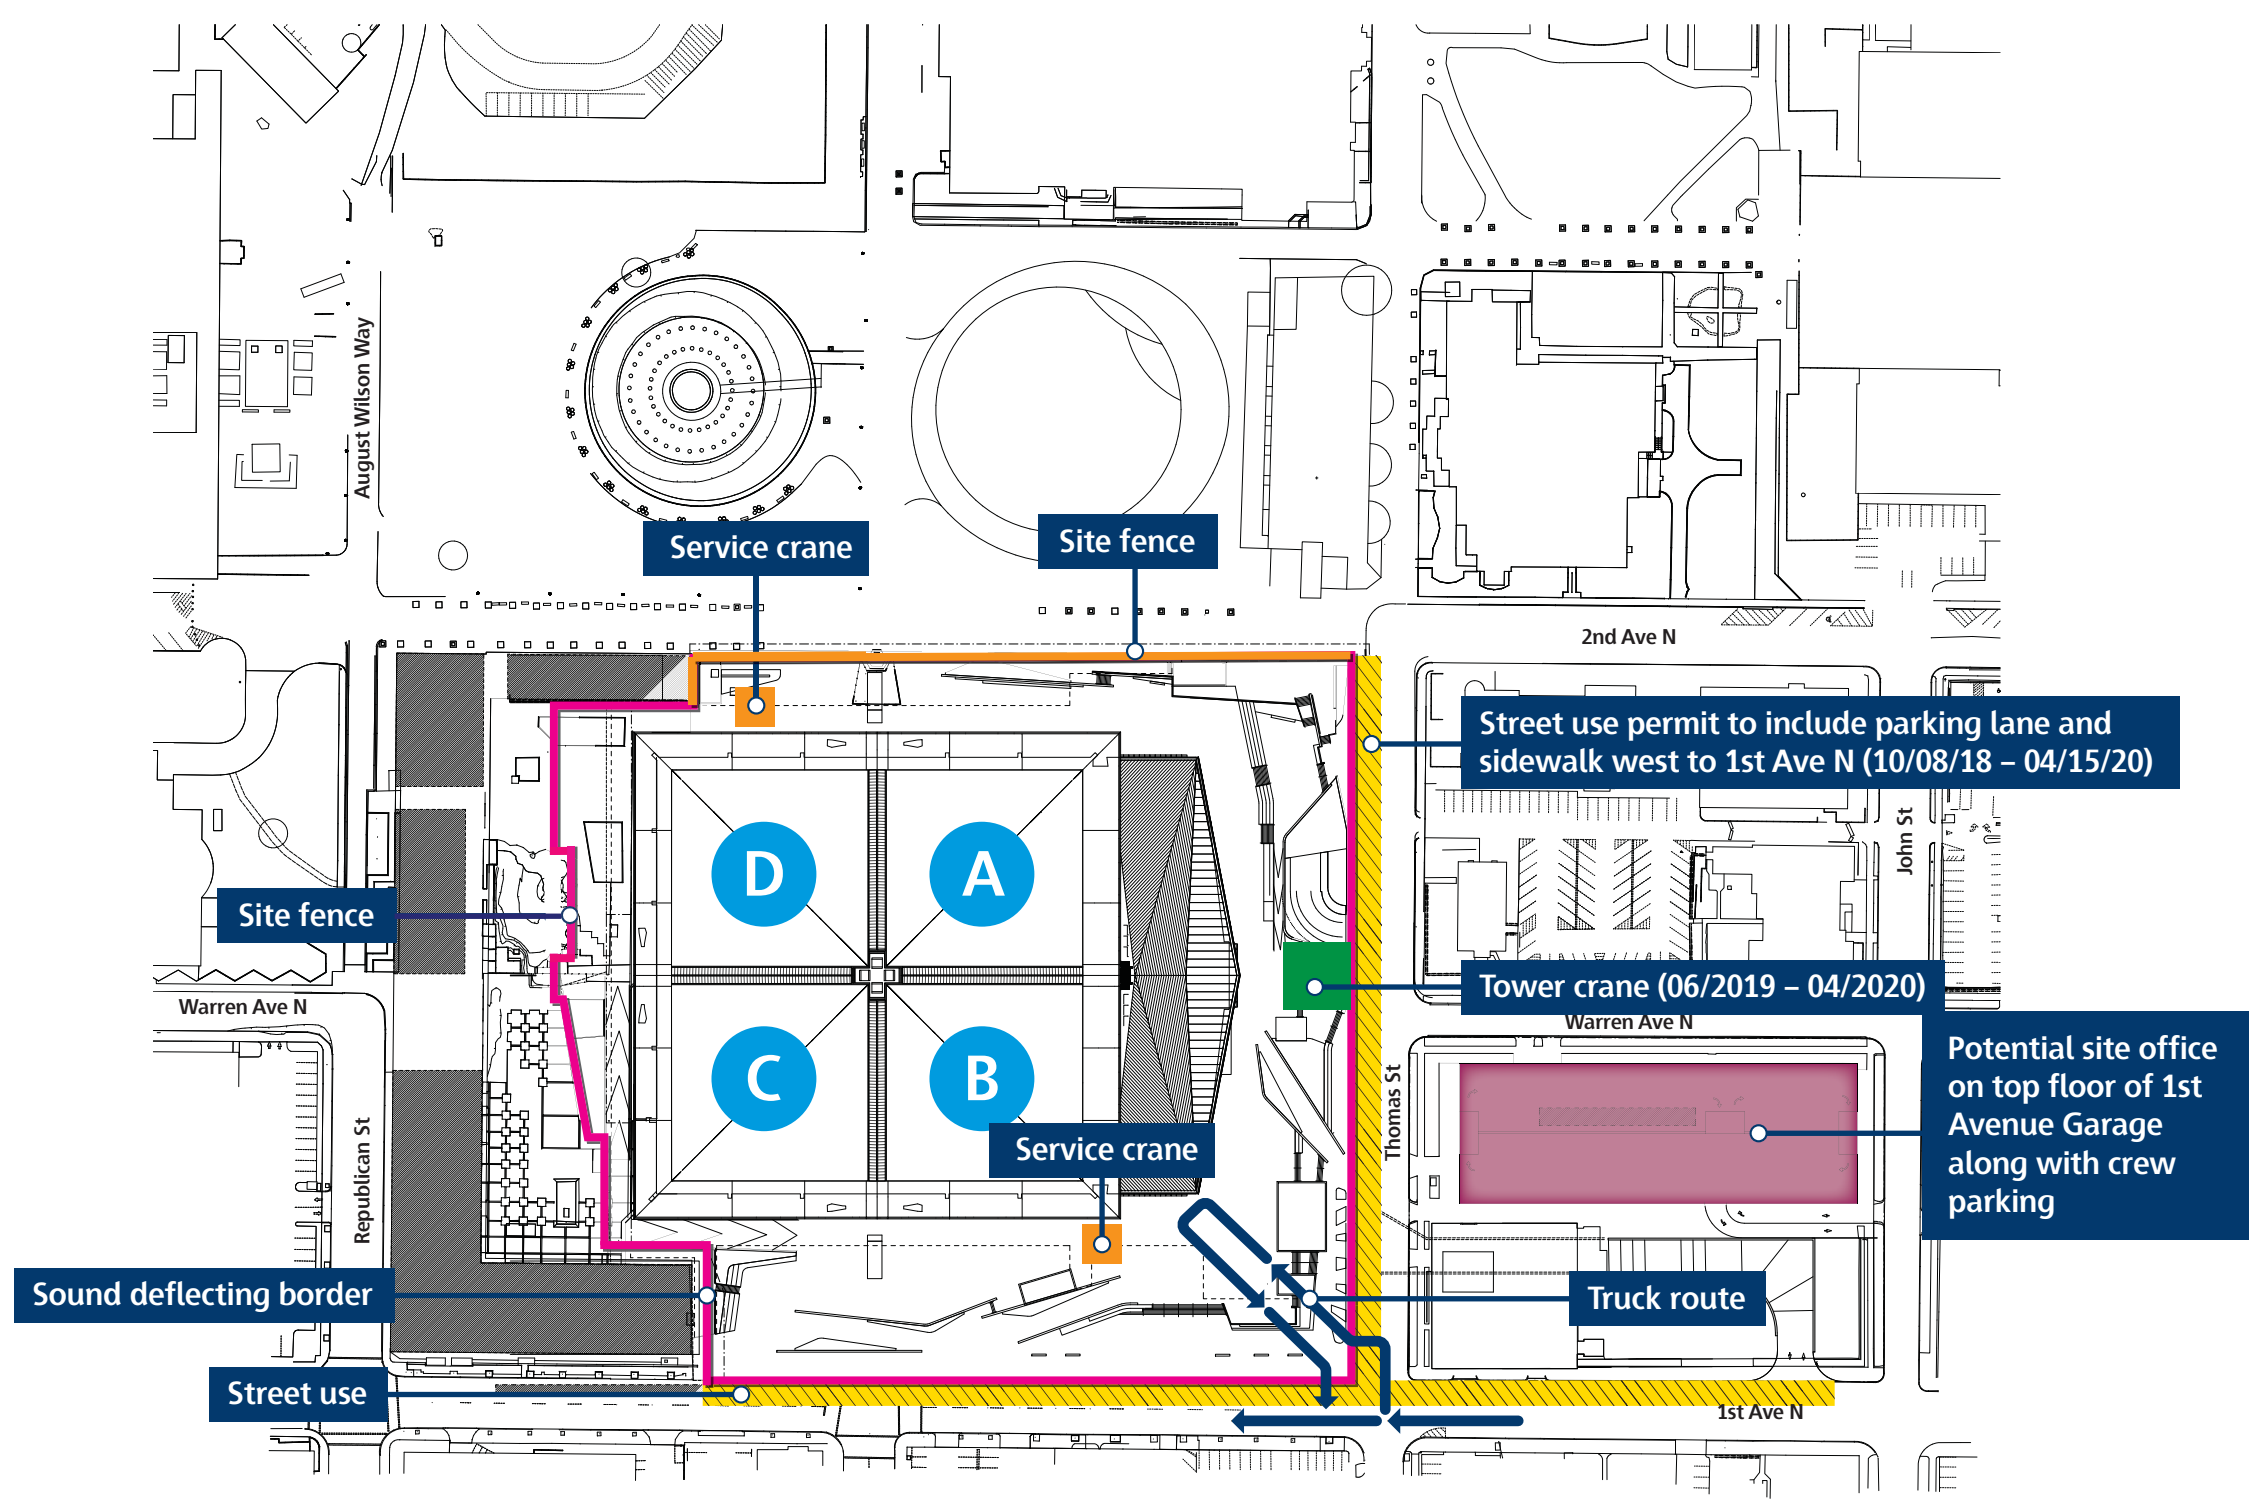 August Wilson Way
Service crane
Site fence
2nd Ave N
Street use permit to include parking lane and
sidewalk west to 1st Ave N (10/08/18 – 04/15/20)
John St
D
A
Site fence
Warren Ave N
Tower crane (06/2019 – 04/2020)
Warren Ave N
Potential site office
on top floor of 1st
Avenue Garage
along with crew
parking
C
B
Thomas St
Service crane
Republican St
Sound deflecting border
Truck route
Street use
1st Ave N